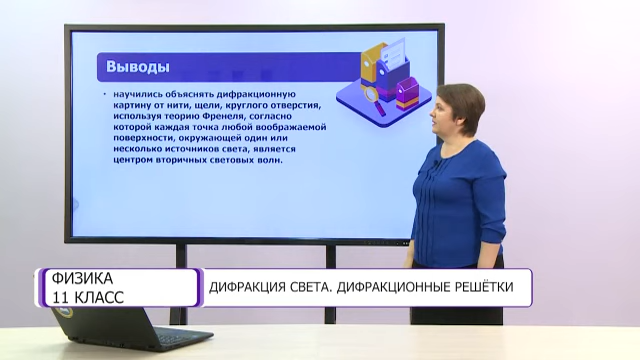 Выводы
• научились объяснять дифракционную
картину от нити, щели, круглого отверстия,
используя теорию Френеля, согласно
которой каждая точка любой воображаемой
поверхности, окружающей один или
несколько источников света, является
центром вторичных световых волн.
ФИЗИКА
11 КЛАСС
ДИФРАКЦИЯ СВЕТА. ДИФРАКЦИОННЫЕ РЕШЁТКИ